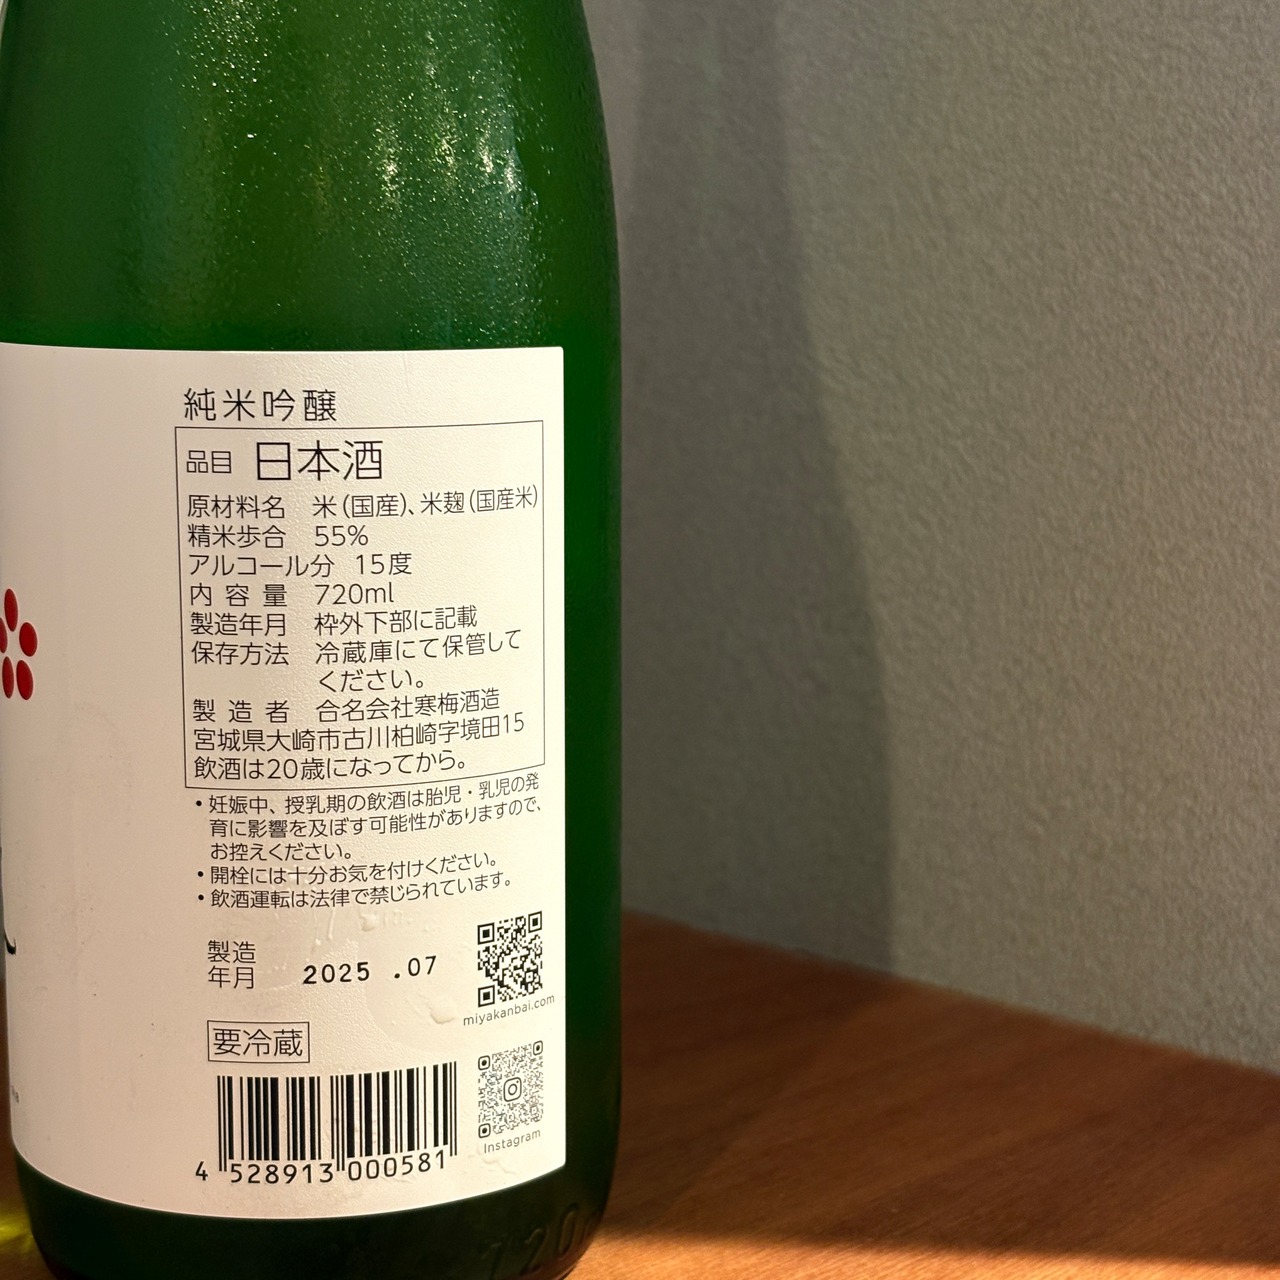 純米吟醸
品目 日本酒
原材料名 米(国産)、米麹(国産米)
精米歩合 55%
アルコール分 15度
内容量 720ml
製造年月 枠外下部に記載
保存方法 冷蔵庫にて保管して
ください。
製造者 合名会社寒梅酒造
宮城県大崎市古川柏崎字境田15
飲酒は20歳になってから。
・妊娠中、授乳期の飲酒は胎児・乳児の発
育に影響を及ぼす可能性がありますので、
お控えください。
・開栓には十分お気を付けください。
・飲酒運転は法律で禁じられています。
製造
年月 2025 .07
miyakanbai.com
要冷蔵
Instagram
4 528913 000581
720